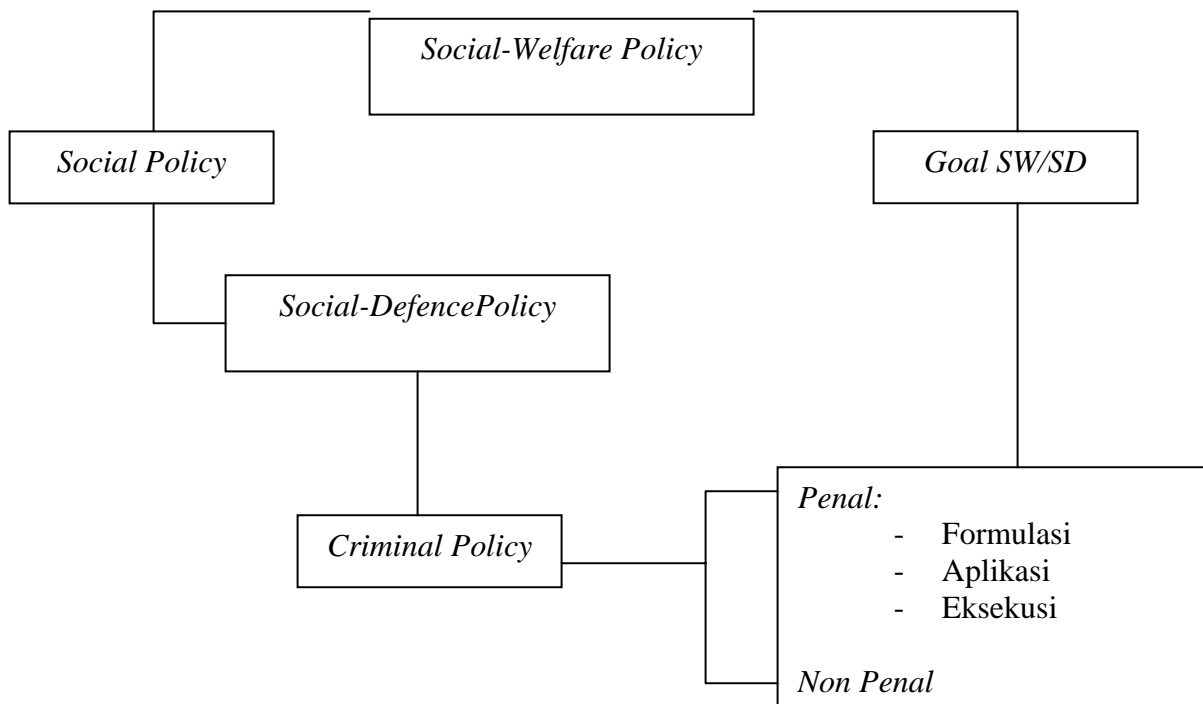 Social-Welfare Policy
Social Policy
Goal SW/SD
Social-DefencePolicy
Criminal Policy
Penal:
- Formulasi
- Aplikasi
- Eksekusi
Non Penal